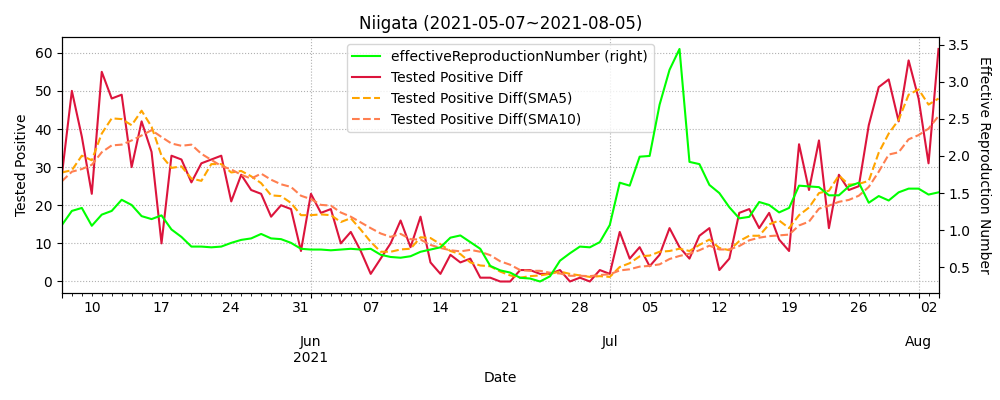 Niigata (2021-05-07~2021-08-05)
effectiveReproductionNumber (right)
Tested Positive Diff
Tested Positive Diff(SMA5)
Tested Positive Diff(SMA10)
Tested Positive
60
50
40
30
20
10
0
3.5
3.0
2.5
2.0
1.5
1.0
0.5
Effective Reproduction Number
10 17 24 31 07 14 21 28 05 12 19 26 02
Jun Jul Aug
2021
Date